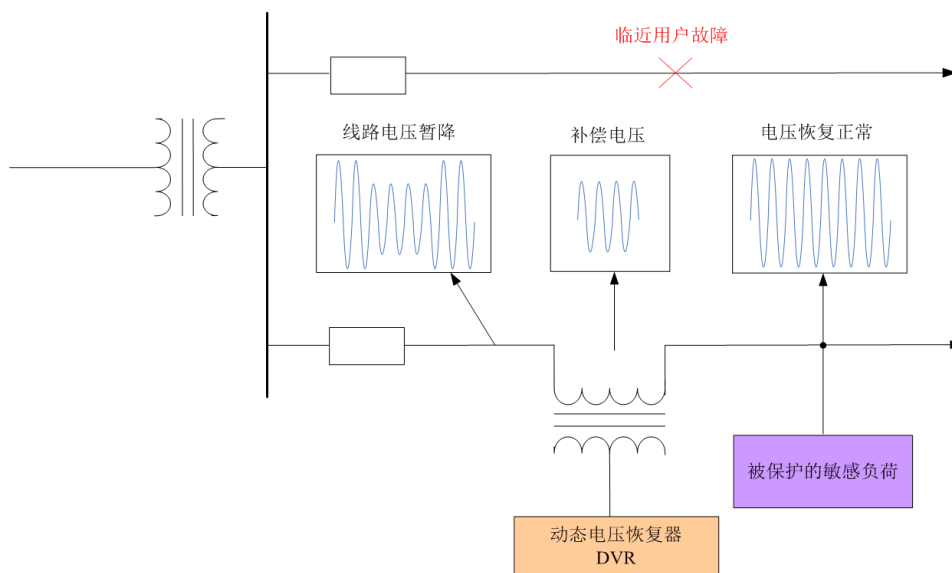 临近用户故障
线路电压暂降
补偿电压
电压恢复正常
被保护的敏感负荷
动态电压恢复器
DVR